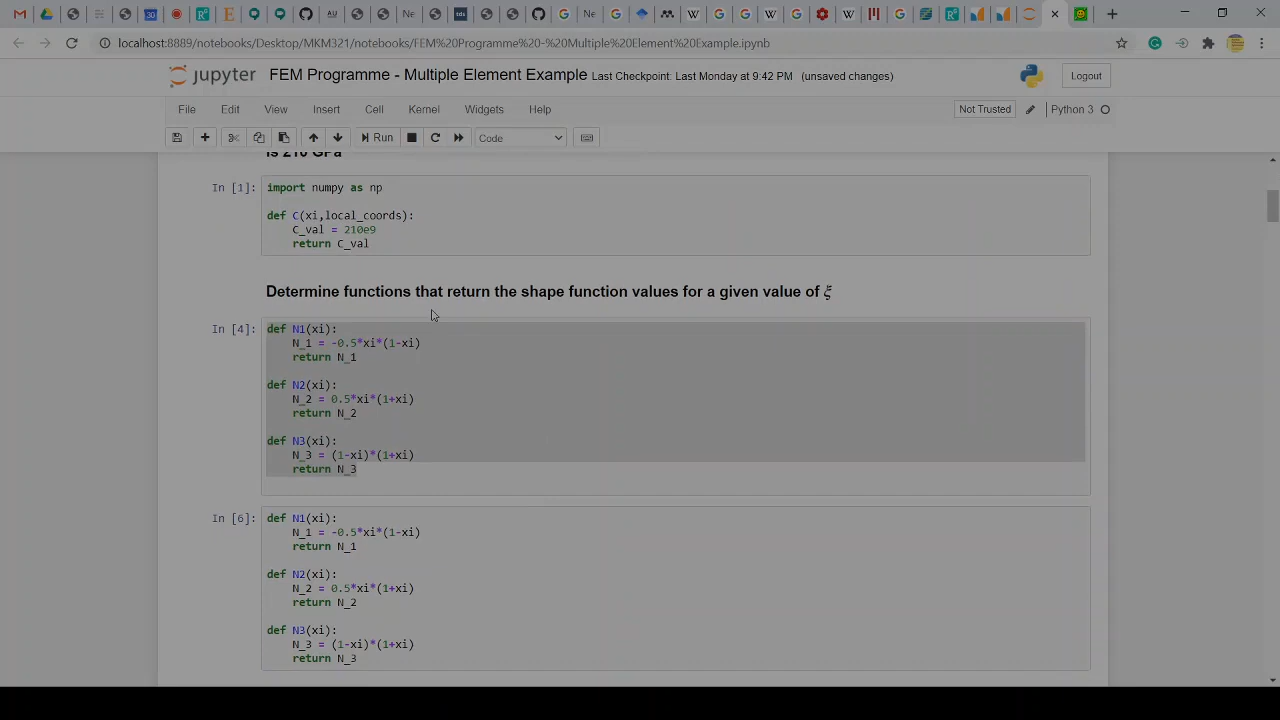 Ne
tds
Ne
W
W
W
localhost:8889/notebooks/Desktop/MKM321/notebooks/FEM%20Programme%20-%20Multiple%20Element%20Example.ipynb
jupyter FEM Programme - Multiple Element Example Last Checkpoint: Last Monday at 9:42 PM (unsaved changes) Logout
File Edit View Insert Cell Kernel Widgets Help Not Trusted Python 3
Run Code
is 210 GPa
In [1]: import numpy as np
def C(xi,local_coords):
C_val = 210e9
return C_val
Determine functions that return the shape function values for a given value of ξ
In [4]: def N1(xi):
N_1 = -0.5*xi*(1-xi)
return N_1
def N2(xi):
N_2 = 0.5*xi*(1+xi)
return N_2
def N3(xi):
N_3 = (1-xi)*(1+xi)
return N_3
In [6]: def N1(xi):
N_1 = -0.5*xi*(1-xi)
return N_1
def N2(xi):
N_2 = 0.5*xi*(1+xi)
return N_2
def N3(xi):
N_3 = (1-xi)*(1+xi)
return N_3